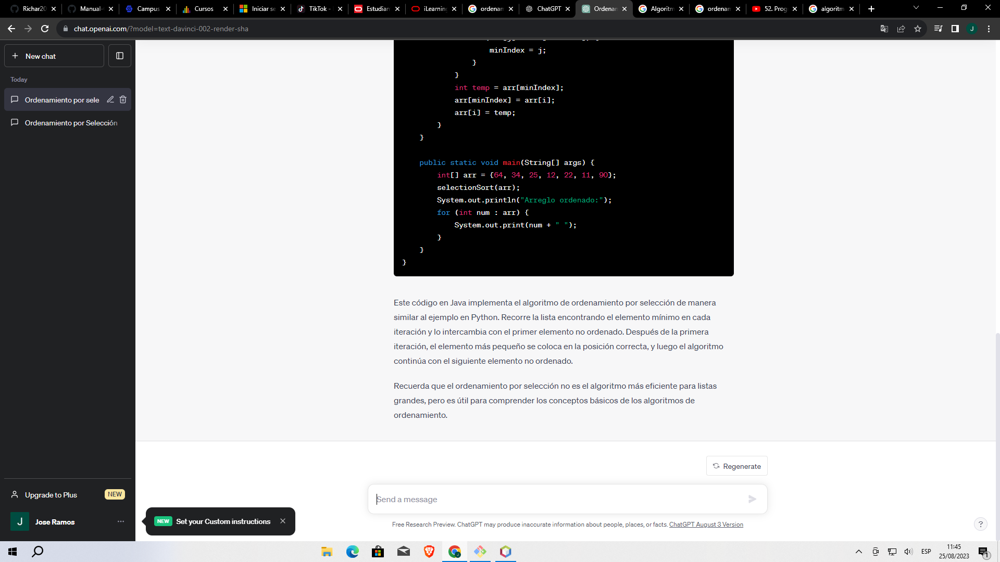 Richar20
Manual-
Campus
Cursos
Iniciar se
TikTok -
Estudian
iLearning
ordenam
ChatGPT
Ordenam
Algoritm
ordenam
52. Prog
algoritm
chat.openai.com/?model=text-davinci-002-render-sha
J
New chat
Today
Ordenamiento por sele
Ordenamiento por Selección
minIndex = j;
}
}
int temp = arr[minIndex];
arr[minIndex] = arr[i];
arr[i] = temp;
}
}
public static void main(String[] args) {
int[] arr = {64, 34, 25, 12, 22, 11, 90};
selectionSort(arr);
System.out.println("Arreglo ordenado:");
for (int num : arr) {
System.out.print(num + " ");
}
}
}
Este código en Java implementa el algoritmo de ordenamiento por selección de manera
similar al ejemplo en Python. Recorre la lista encontrando el elemento mínimo en cada
iteración y lo intercambia con el primer elemento no ordenado. Después de la primera
iteración, el elemento más pequeño se coloca en la posición correcta, y luego el algoritmo
continúa con el siguiente elemento no ordenado.
Recuerda que el ordenamiento por selección no es el algoritmo más eficiente para listas
grandes, pero es útil para comprender los conceptos básicos de los algoritmos de
ordenamiento.
Regenerate
Send a message
Free Research Preview. ChatGPT may produce inaccurate information about people, places, or facts. ChatGPT August 3 Version
?
Upgrade to Plus
NEW
J
Jose Ramos
NEW Set your Custom instructions
ESP
11:45
25/08/2023
1